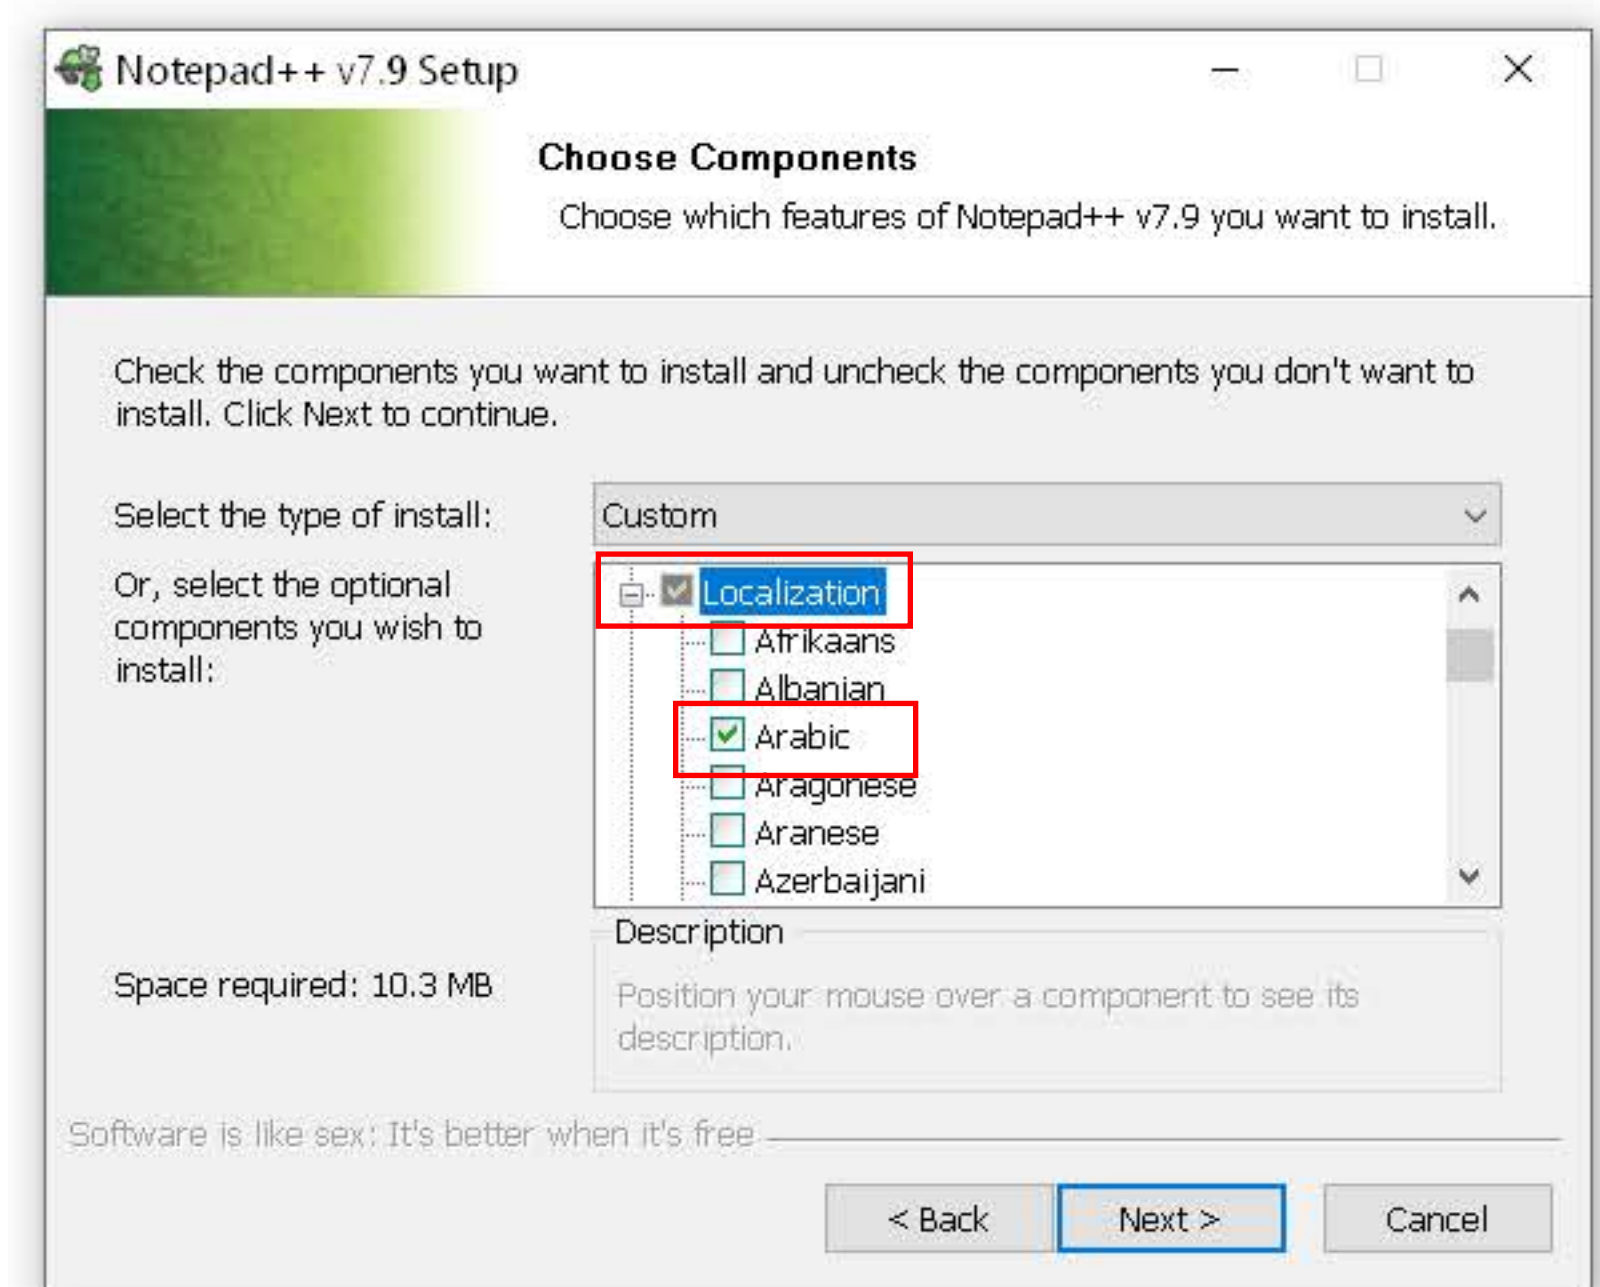 Notepad++ v7.9 Setup
Choose Components
Choose which features of Notepad++ v7.9 you want to install.
Check the components you want to install and uncheck the components you don't want to
install. Click Next to continue.
Select the type of install:
Custom
Or, select the optional
components you wish to
install:
Localization
Afrikaans
Albanian
Arabic
Aragonese
Aranese
Azerbaijani
Description
Position your mouse over a component to see its
description.
Space required: 10.3 MB
Software is like sex: It's better when it's free
< Back
Next >
Cancel